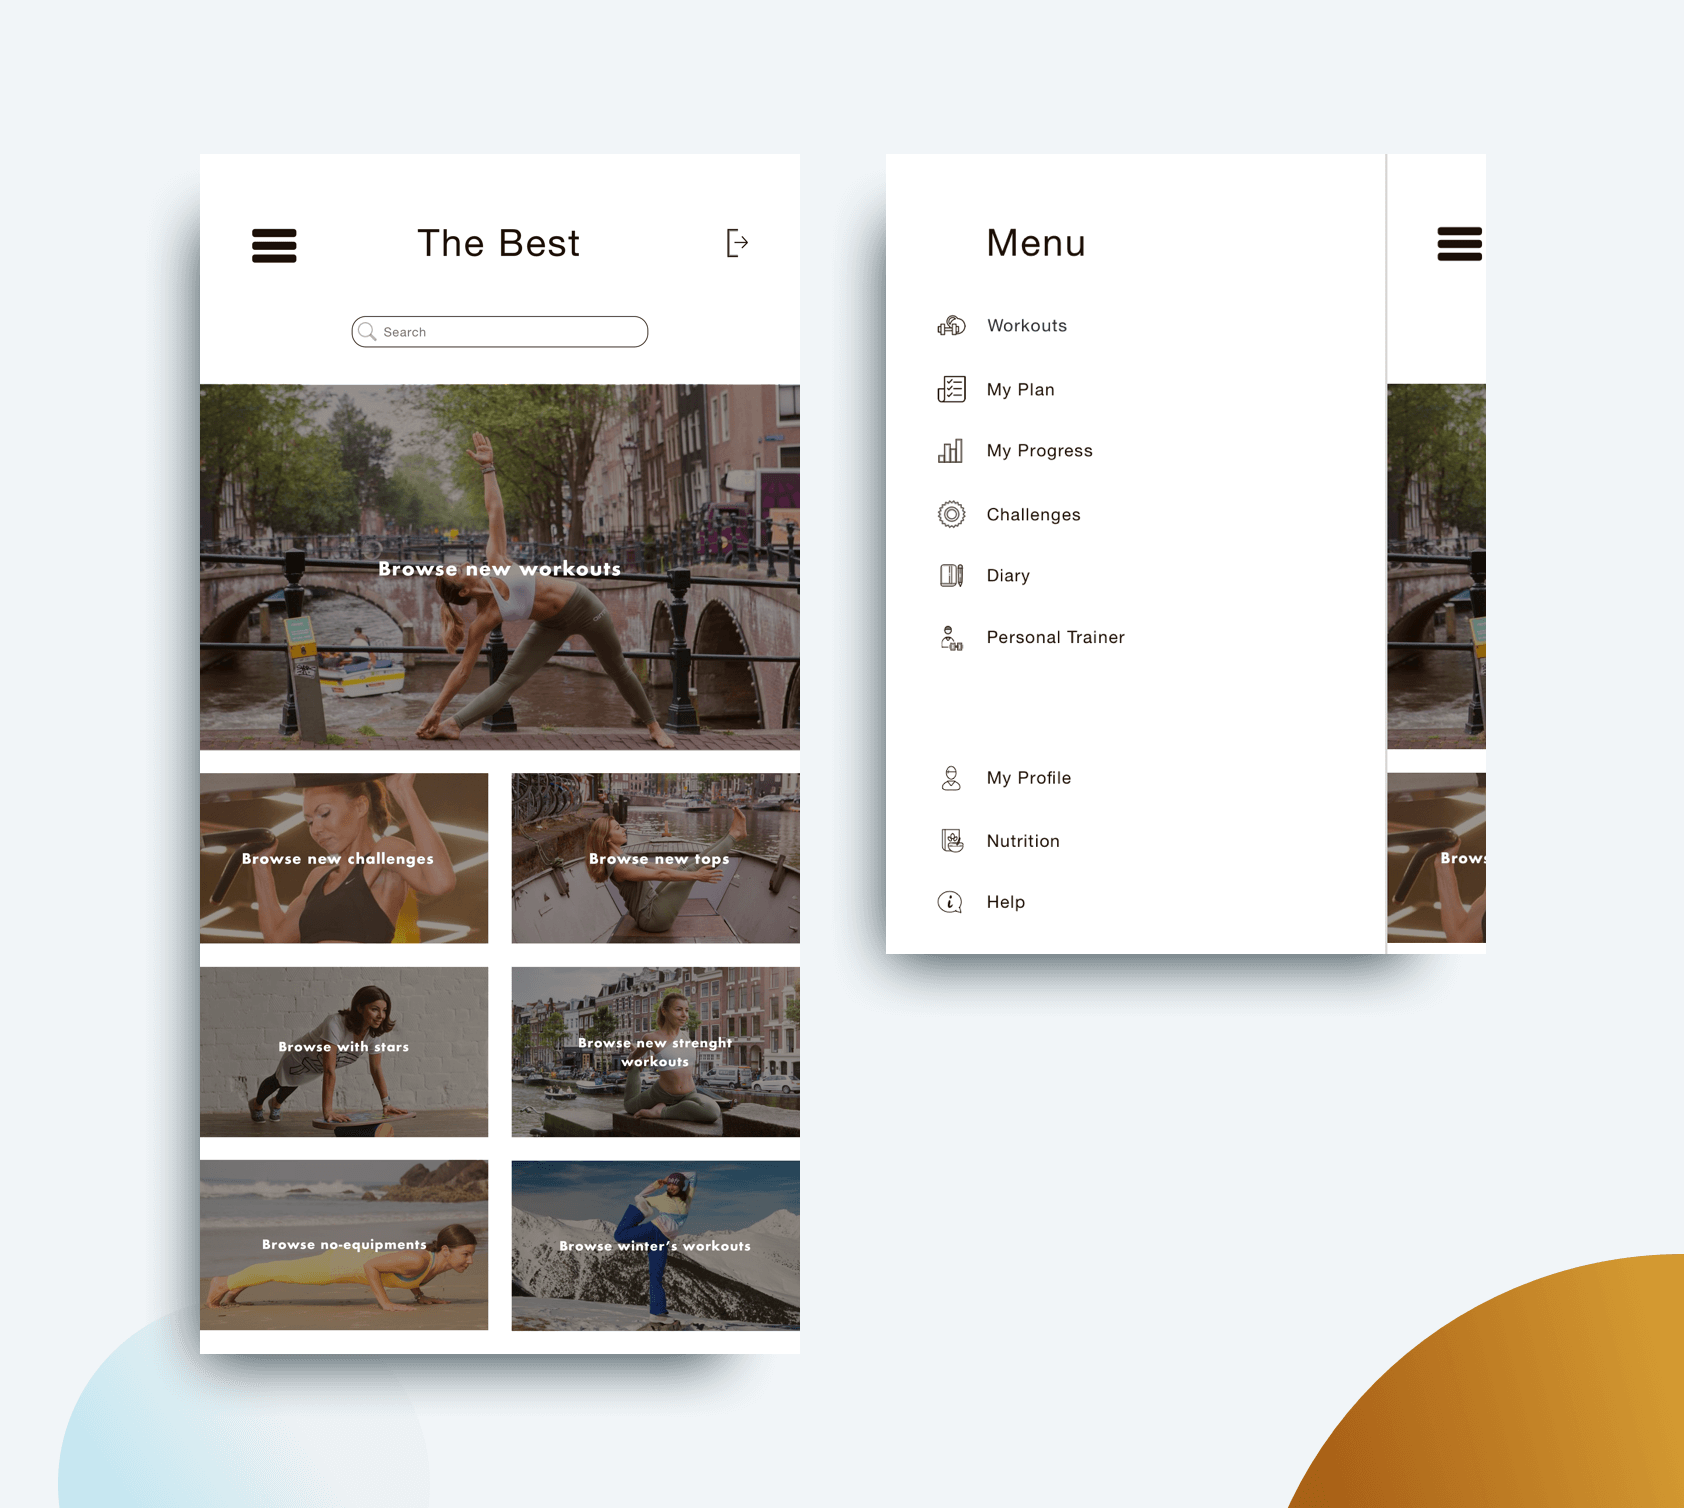 The Best
Search
Browse new workouts
Browse new challenges
Browse new tops
Browse with stars
Browse new strenght
workouts
Browse no-equipments
Browse winter's workouts
Menu
Workouts
My Plan
My Progress
Challenges
Diary
Personal Trainer
My Profile
Nutrition
Help
Brows